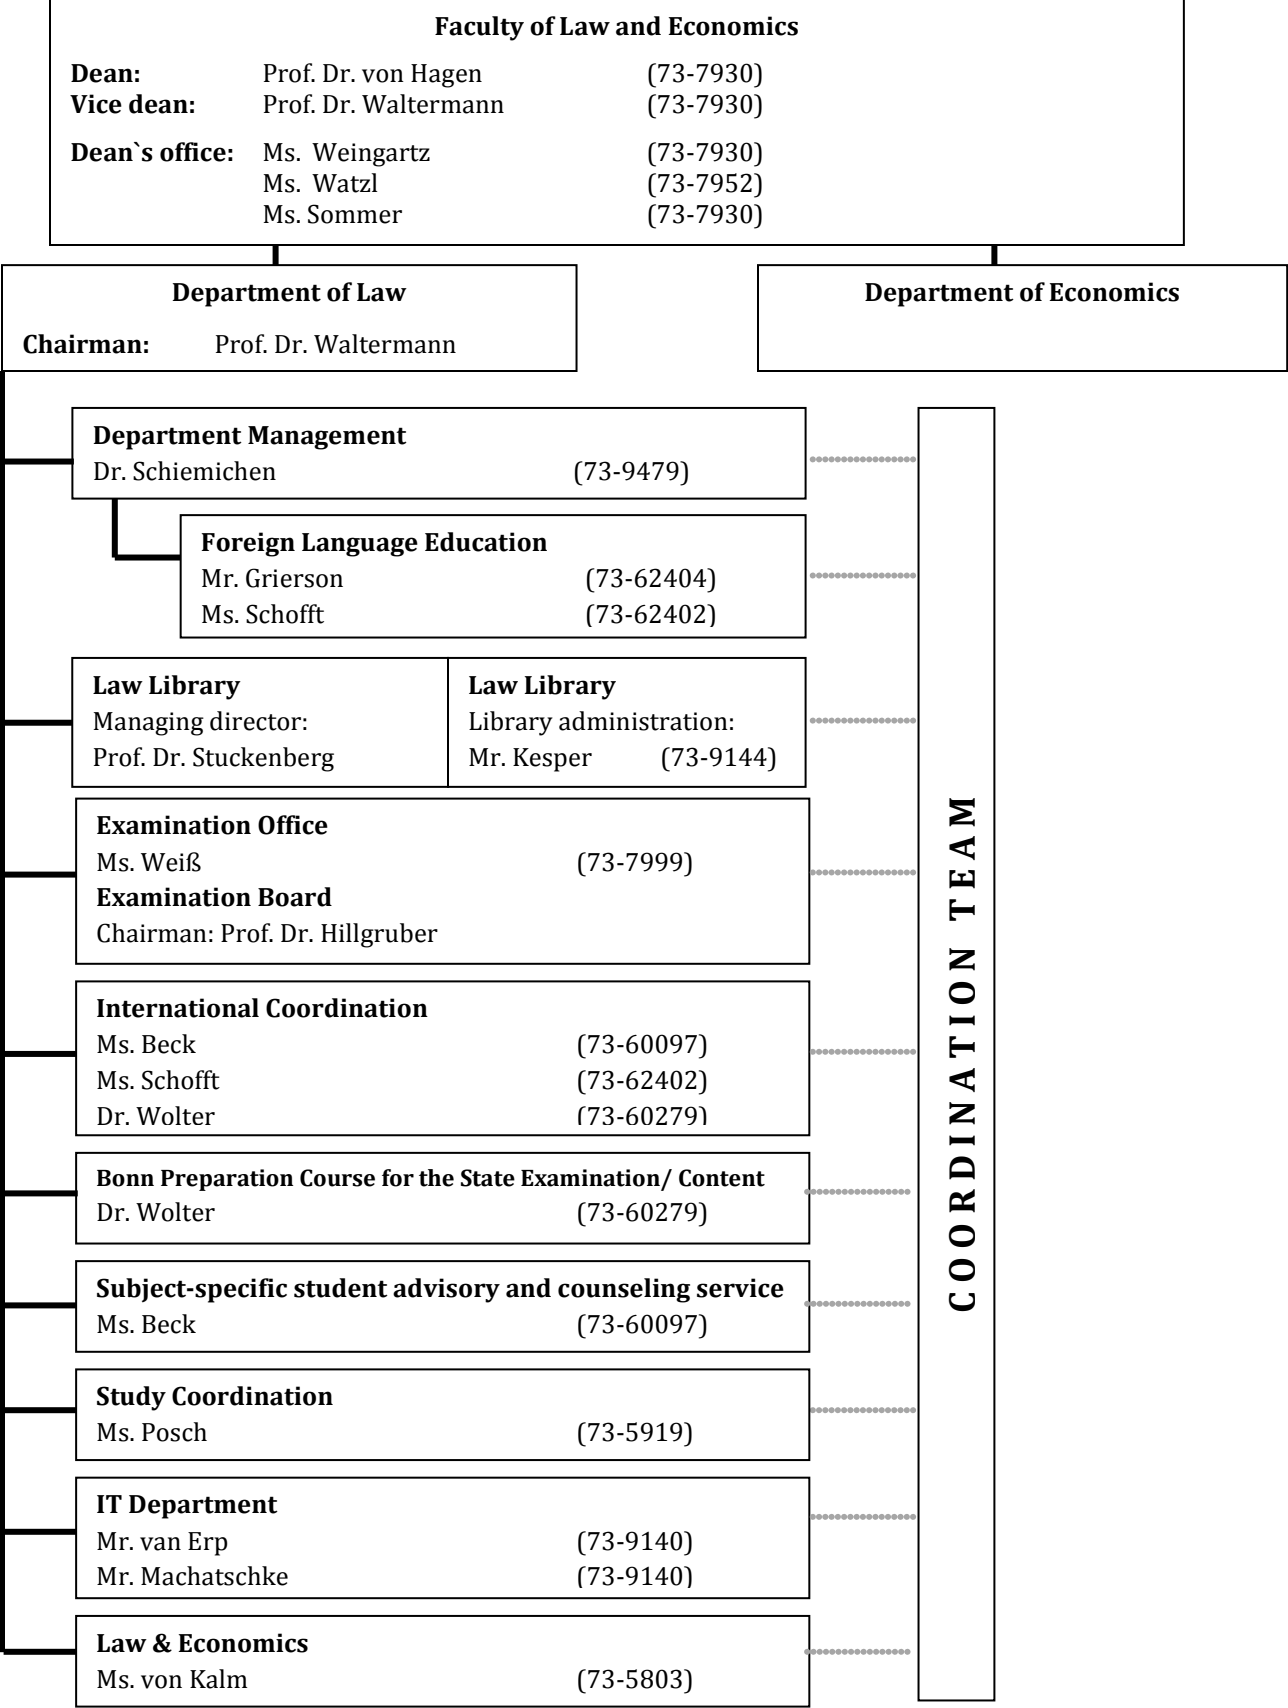 Faculty of Law and Economics
Dean: Prof. Dr. von Hagen (73-7930)
Vice dean: Prof. Dr. Waltermann (73-7930)
Dean`s office: Ms. Weingartz (73-7930)
Ms. Watzl (73-7952)
Ms. Sommer (73-7930)
Department of Law
Chairman: Prof. Dr. Waltermann
Department of Economics
Department Management
Dr. Schiemichen (73-9479)
Foreign Language Education
Mr. Grierson (73-62404)
Ms. Schofft (73-62402)
Law Library
Managing director:
Prof. Dr. Stuckenberg
Law Library
Library administration:
Mr. Kesper (73-9144)
Examination Office
Ms. Weiß (73-7999)
Examination Board
Chairman: Prof. Dr. Hillgruber
International Coordination
Ms. Beck (73-60097)
Ms. Schofft (73-62402)
Dr. Wolter (73-60279)
Bonn Preparation Course for the State Examination/ Content
Dr. Wolter (73-60279)
Subject-specific student advisory and counseling service
Ms. Beck (73-60097)
Study Coordination
Ms. Posch (73-5919)
IT Department
Mr. van Erp (73-9140)
Mr. Machatschke (73-9140)
Law & Economics
Ms. von Kalm (73-5803)
COORDINATION TEAM